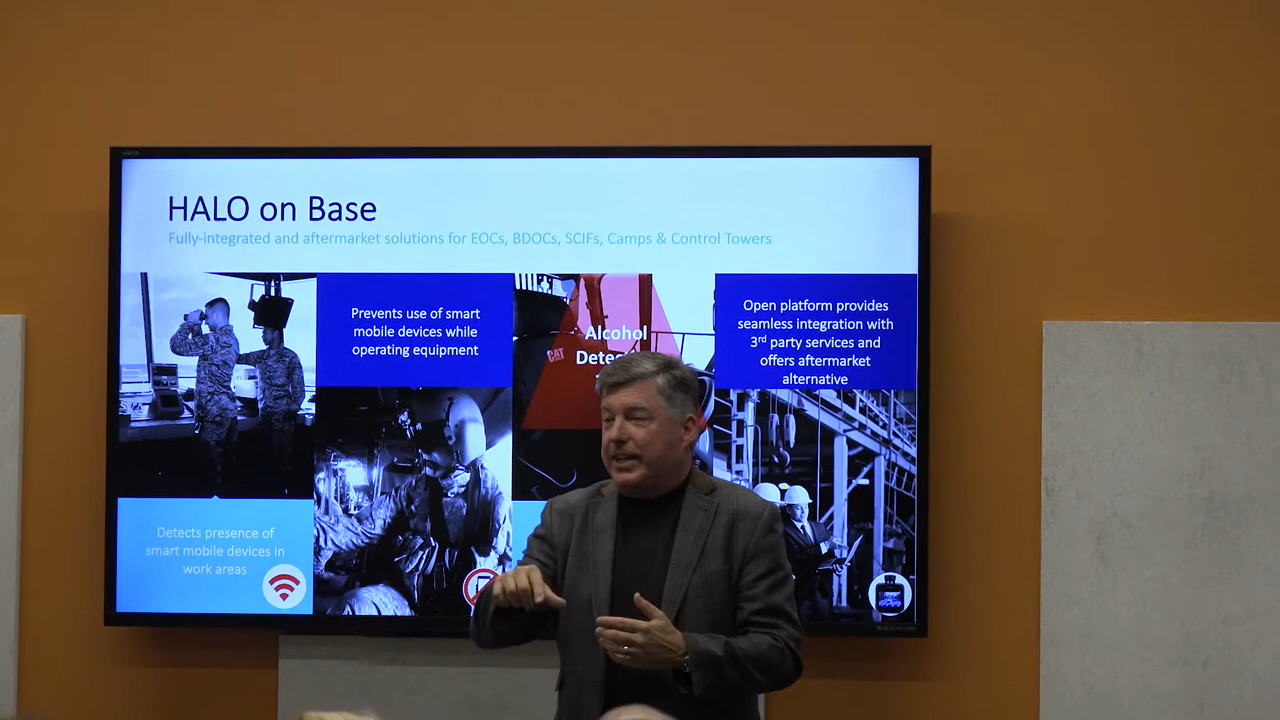 HALO on Base
Fully-integrated and aftermarket solutions for EOCs, BDOCs, SCIFs, Camps & Control Towers
Prevents use of smart
mobile devices while
operating equipment
Alcohol
CAT
Open platform provides
seamless integration with
3rd party services and
offers aftermarket
alternative
Detects presence of
smart mobile devices in
work areas